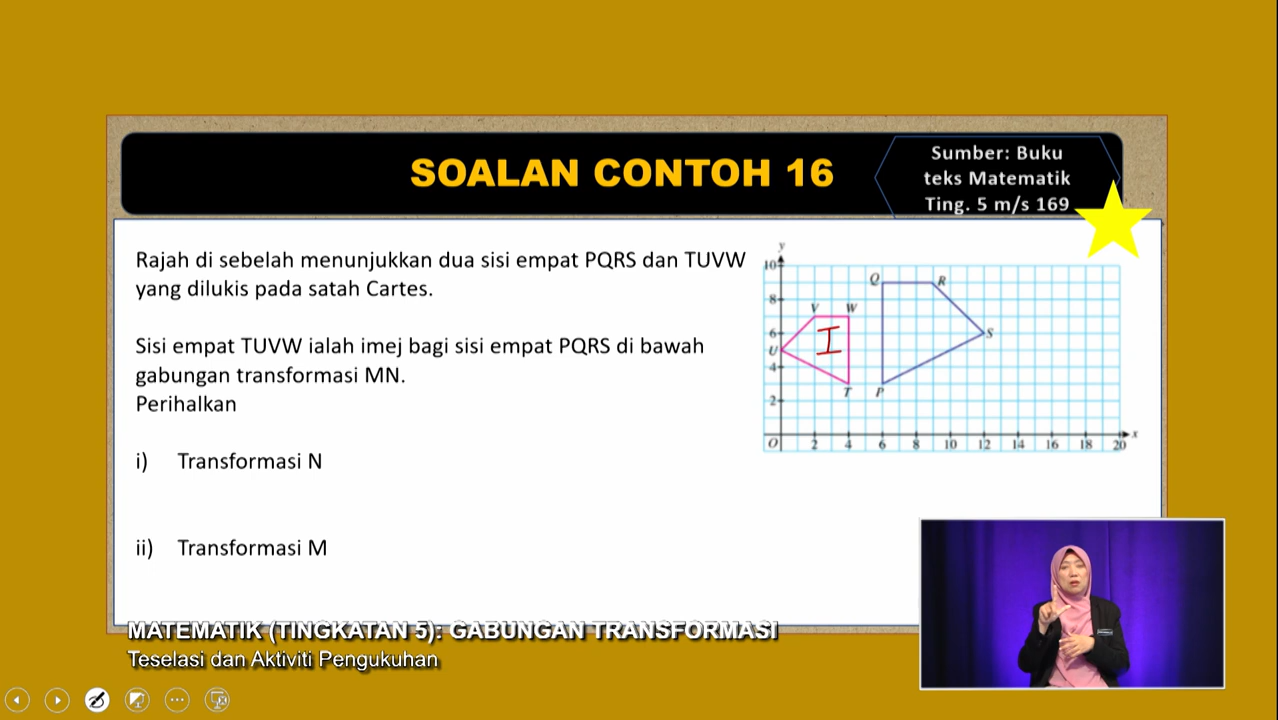 SOALAN CONTOH 16
Sumber: Buku
teks Matematik
Ting. 5 m/s 169
Rajah di sebelah menunjukkan dua sisi empat PQRS dan TUVW
yang dilukis pada satah Cartes.
Sisi empat TUVW ialah imej bagi sisi empat PQRS di bawah
gabungan transformasi MN.
Perihalkan
i) Transformasi N
ii) Transformasi M
y
10
Q R
8
V W
6 I S
U
4
T P
2
O 2 4 6 8 10 12 14 16 18 20 x
MATEMATIK (TINGKATAN 5): GABUNGAN TRANSFORMASI
Teselasi dan Aktiviti Pengukuhan